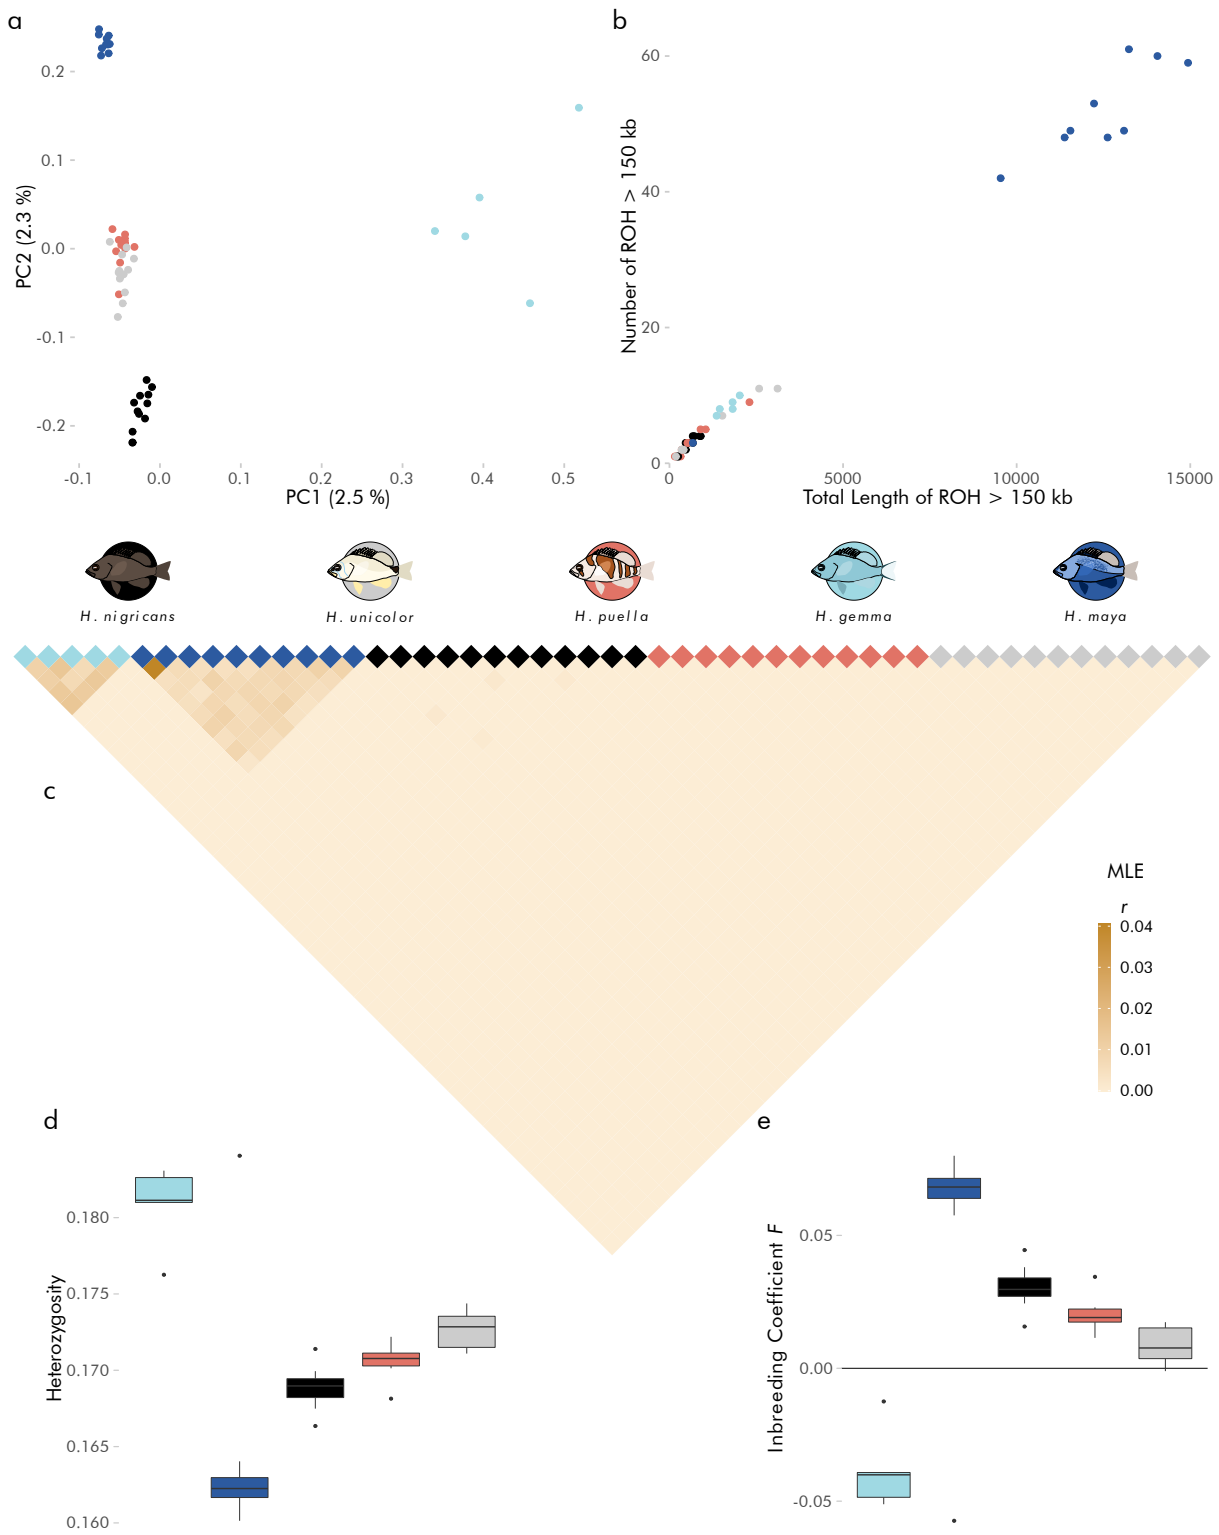 a
b
0.2
0.1
0.0
-0.1
-0.2
PC2 (2.3 %)
-0.1
0.0
0.1
0.2
0.3
0.4
0.5
PC1 (2.5 %)
60
40
20
0
Number of ROH > 150 kb
0
5000
10000
15000
Total Length of ROH > 150 kb
H. nigricans
H. unicolor
H. puella
H. gemma
H. maya
c
MLE
r
0.04
0.03
0.02
0.01
0.00
d
0.180
0.175
0.170
0.165
0.160
Heterozygosity
e
0.05
0.00
-0.05
Inbreeding Coefficient F